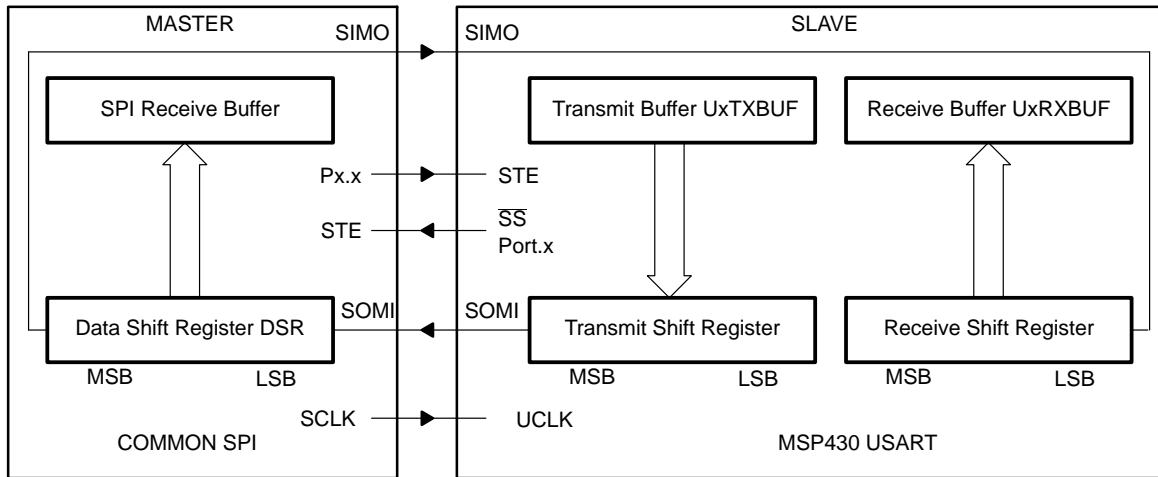 MASTER
SIMO
SPI Receive Buffer
Px.x
STE
SOMI
Data Shift Register DSR
MSB LSB
SCLK
COMMON SPI
SLAVE
SIMO
Transmit Buffer UxTXBUF
Receive Buffer UxRXBUF
STE
SS
Port.x
SOMI
Transmit Shift Register
Receive Shift Register
MSB LSB
MSB LSB
UCLK
MSP430 USART